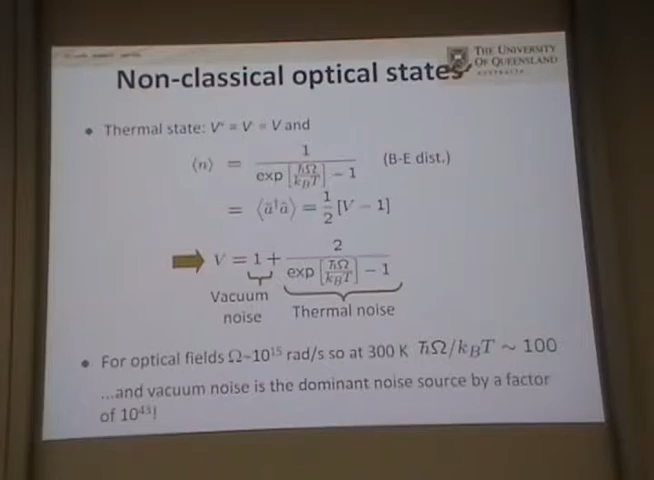 THE UNIVERSITY
OF QUEENSLAND
AUSTRALIA
Non-classical optical states
• Thermal state: V⁺ = V⁻ = V and
⟨n⟩ = 1 / (exp[ℏΩ/k_BT] − 1) (B-E dist.)
= ⟨â†â⟩ = 1/2 [V − 1]
V = 1 + 2 / (exp[ℏΩ/k_BT] − 1)
Vacuum noise
Thermal noise
• For optical fields Ω~10¹⁵ rad/s so at 300 K ℏΩ/k_BT ~ 100
...and vacuum noise is the dominant noise source by a factor
of 10⁴³!